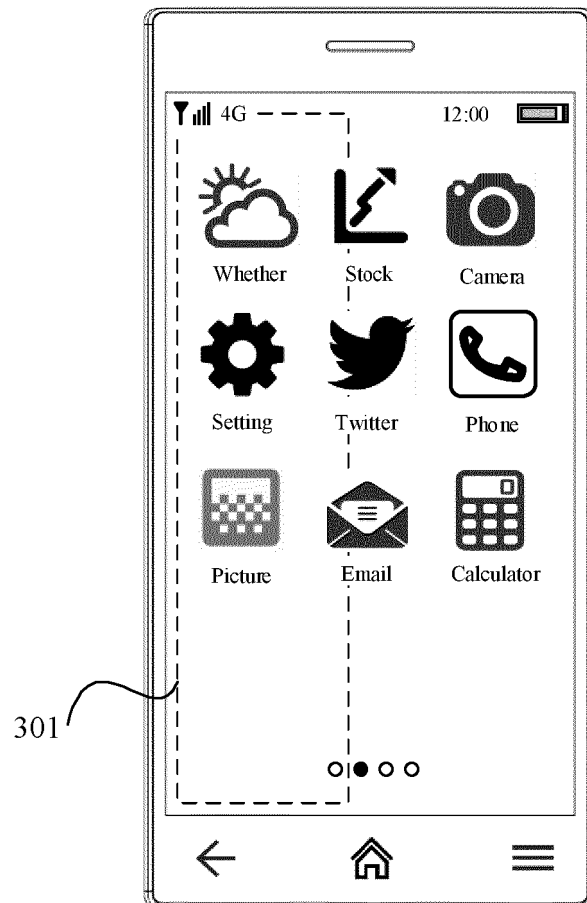 4G 12:00
Whether Stock Camera
Setting Twitter Phone
Picture Email Calculator
301